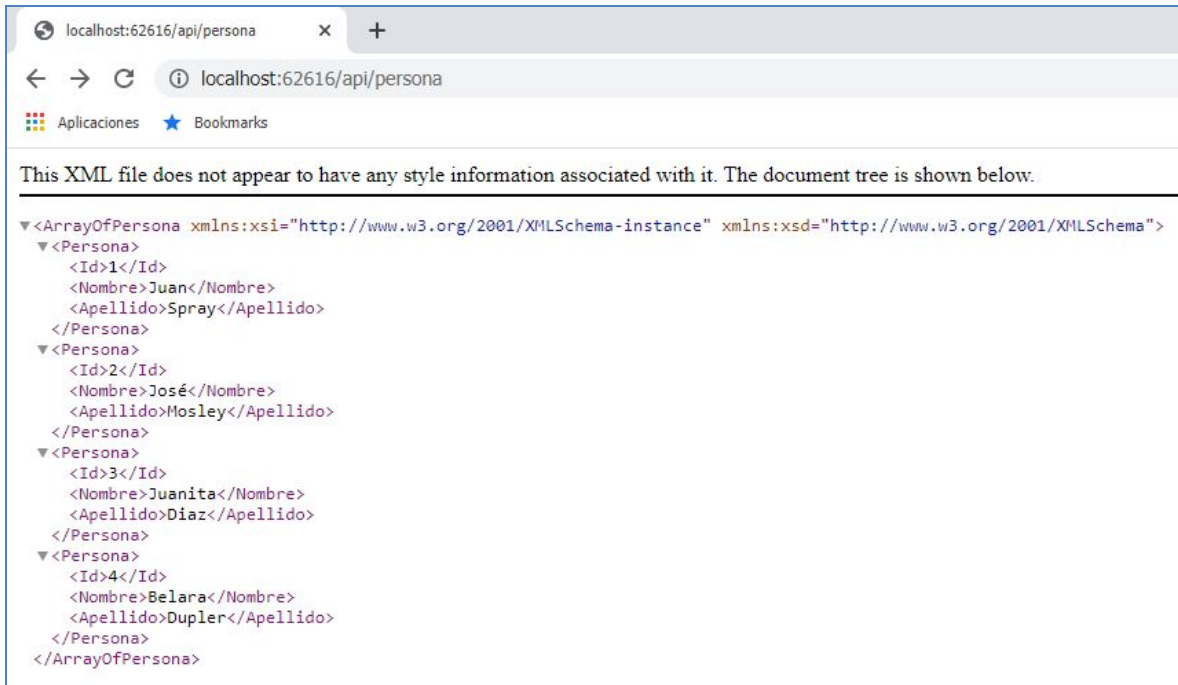 localhost:62616/api/persona
localhost:62616/api/persona
Aplicaciones Bookmarks
This XML file does not appear to have any style information associated with it. The document tree is shown below.
▼<ArrayOfPersona xmlns:xsi="http://www.w3.org/2001/XMLSchema-instance" xmlns:xsd="http://www.w3.org/2001/XMLSchema">
▼<Persona>
<Id>1</Id>
<Nombre>Juan</Nombre>
<Apellido>Spray</Apellido>
</Persona>
▼<Persona>
<Id>2</Id>
<Nombre>José</Nombre>
<Apellido>Mosley</Apellido>
</Persona>
▼<Persona>
<Id>3</Id>
<Nombre>Juanita</Nombre>
<Apellido>Diaz</Apellido>
</Persona>
▼<Persona>
<Id>4</Id>
<Nombre>Belara</Nombre>
<Apellido>Dupler</Apellido>
</Persona>
</ArrayOfPersona>